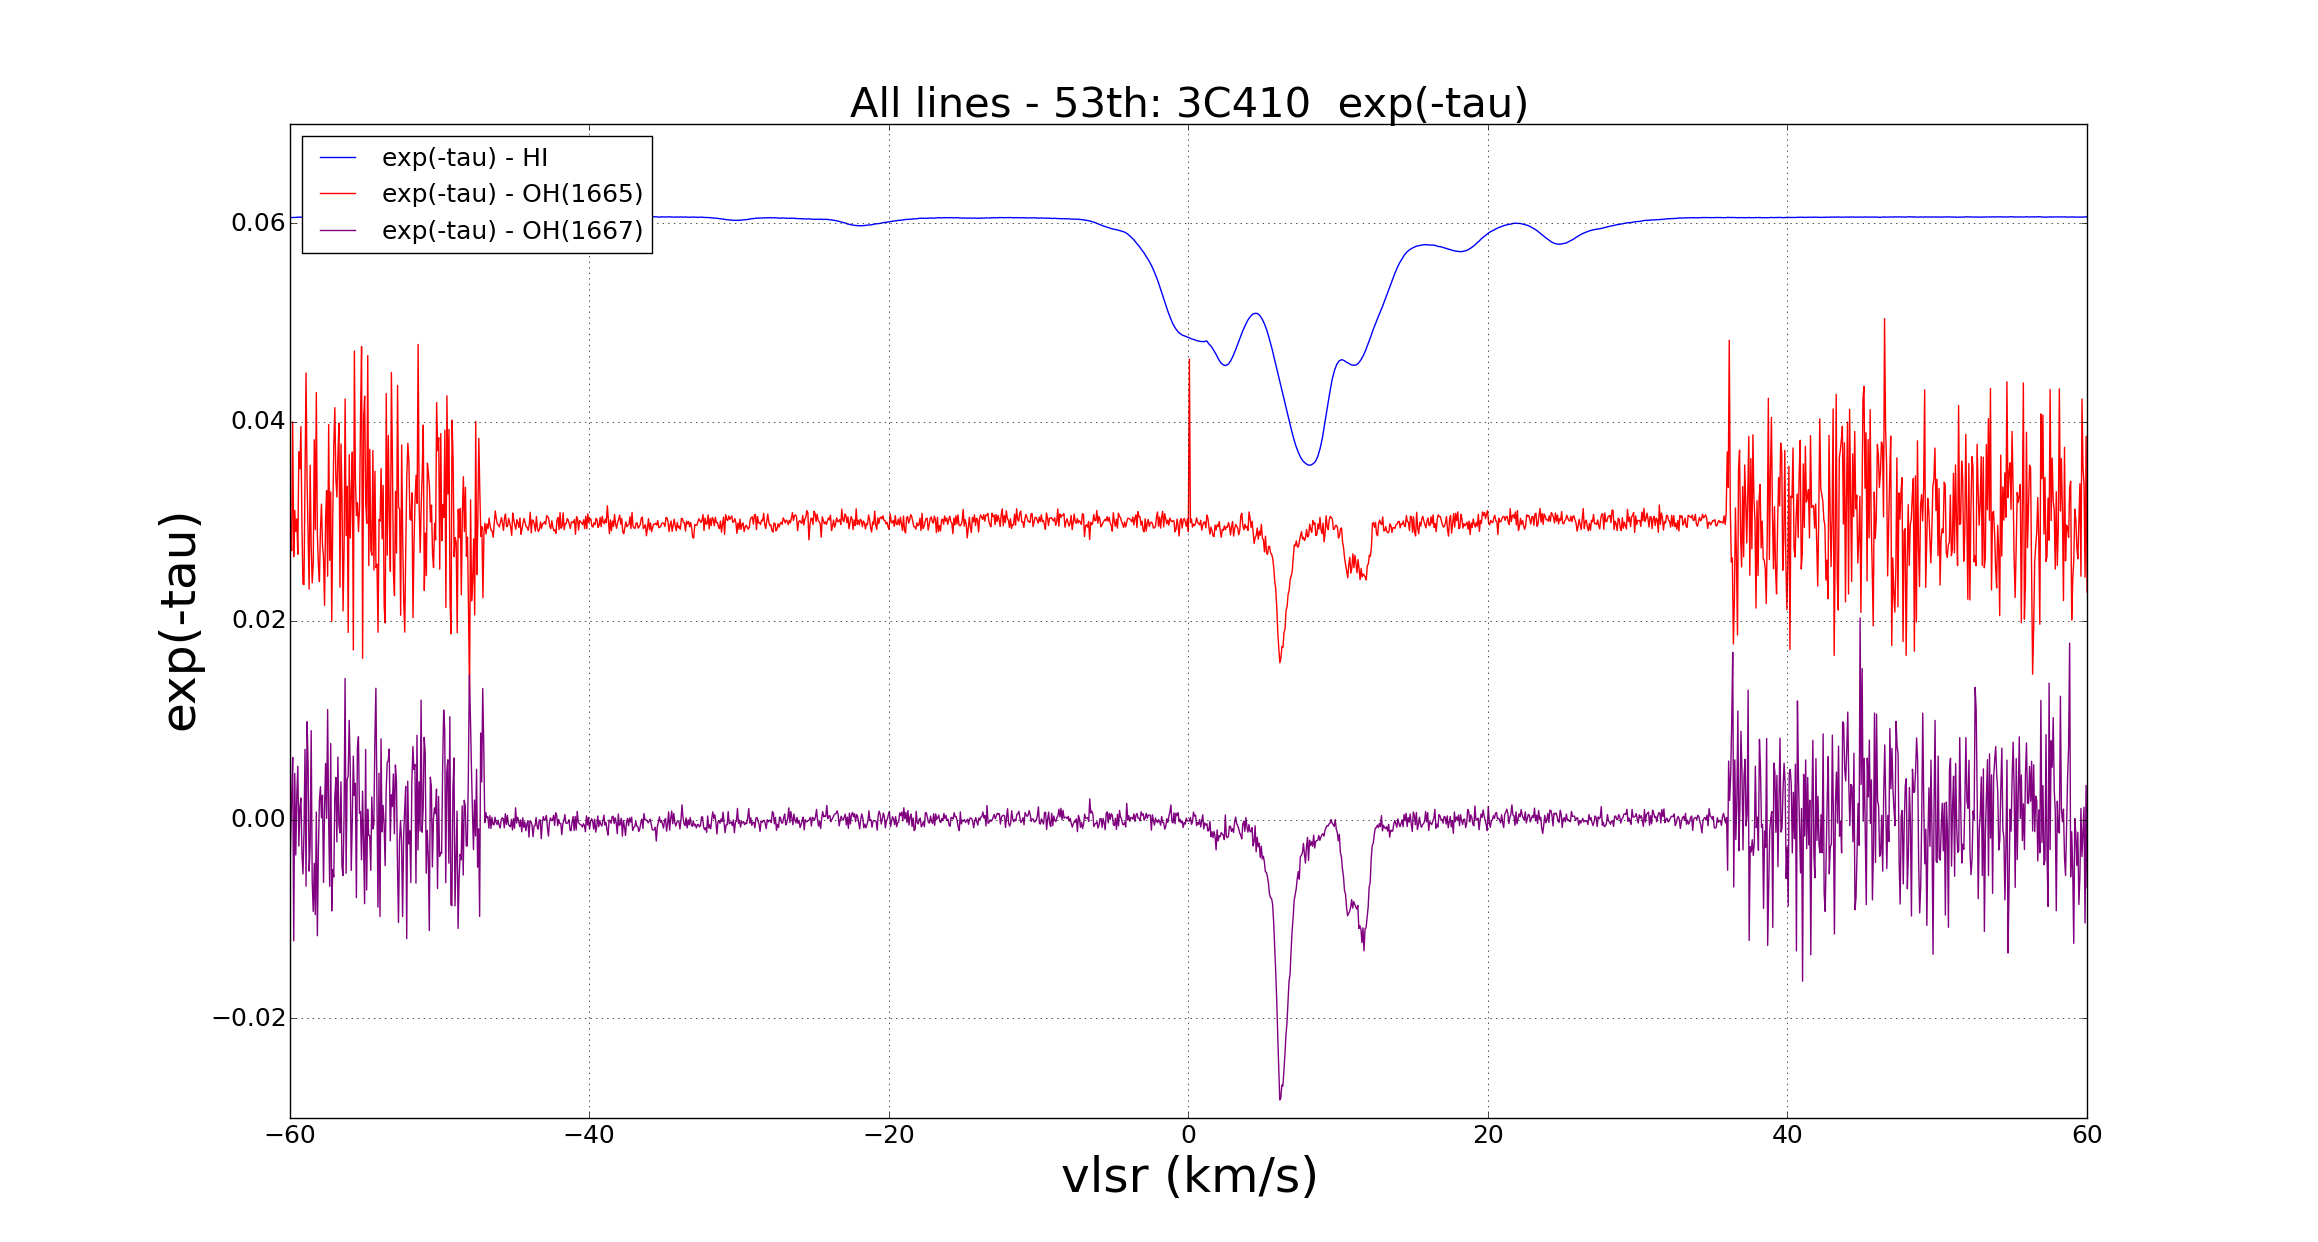 All lines - 53th: 3C410  exp(-tau)
exp(-tau) - HI
exp(-tau) - OH(1665)
exp(-tau) - OH(1667)
exp(-tau)
0.06
0.04
0.02
0.00
−0.02
−60 −40 −20 0 20 40 60
vlsr (km/s)